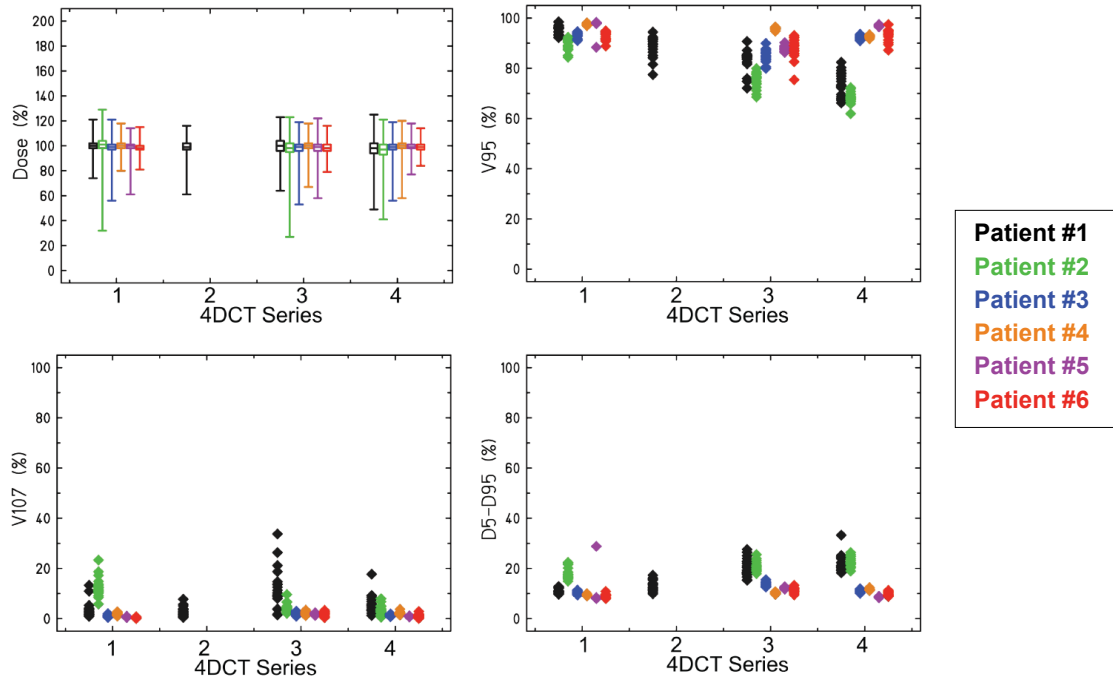 200
180
160
140
120
100
80
60
40
20
0
Dose (%)
1 2 3 4
4DCT Series
100
80
60
40
20
0
V95 (%)
1 2 3 4
4DCT Series
Patient #1
Patient #2
Patient #3
Patient #4
Patient #5
Patient #6
100
80
60
40
20
0
V107 (%)
1 2 3 4
4DCT Series
100
80
60
40
20
0
D5-D95 (%)
1 2 3 4
4DCT Series